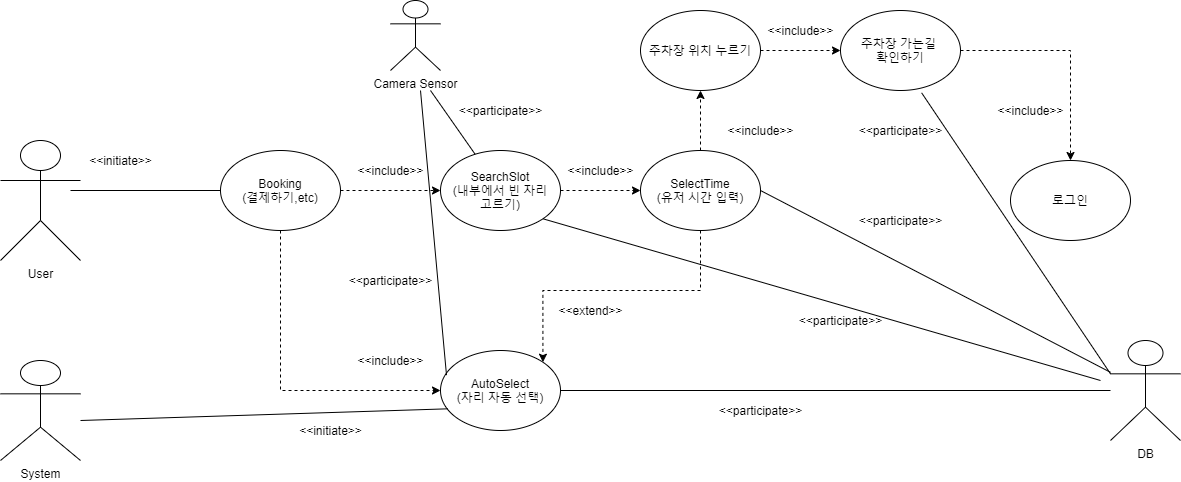 Camera Sensor
<<participate>>
주차장 위치 누르기
<<include>>
주차장 가는길
확인하기
<<include>>
<<include>>
<<participate>>
<<initiate>>
User
Booking
(결제하기,etc)
<<include>>
SearchSlot
(내부에서 빈 자리
고르기)
<<include>>
SelectTime
(유저 시간 입력)
로그인
<<participate>>
<<participate>>
<<extend>>
<<participate>>
<<include>>
AutoSelect
(자리 자동 선택)
<<participate>>
<<initiate>>
System
DB